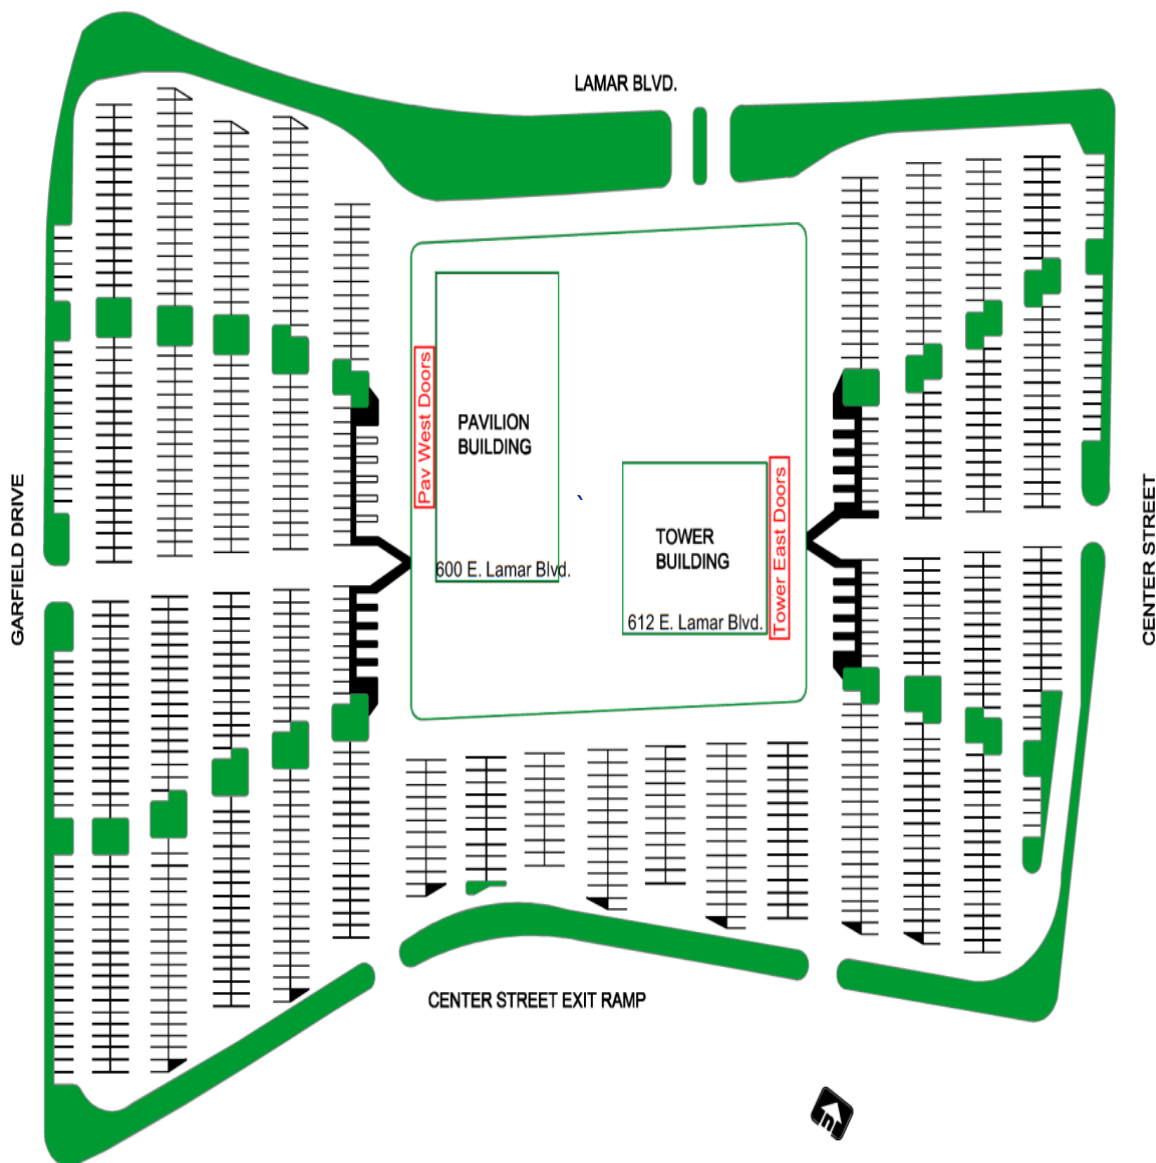 LAMAR BLVD.
Pav West Doors
PAVILION
BUILDING
600 E. Lamar Blvd.
`
TOWER
BUILDING
612 E. Lamar Blvd.
Tower East Doors
GARFIELD DRIVE
CENTER STREET
CENTER STREET EXIT RAMP
n